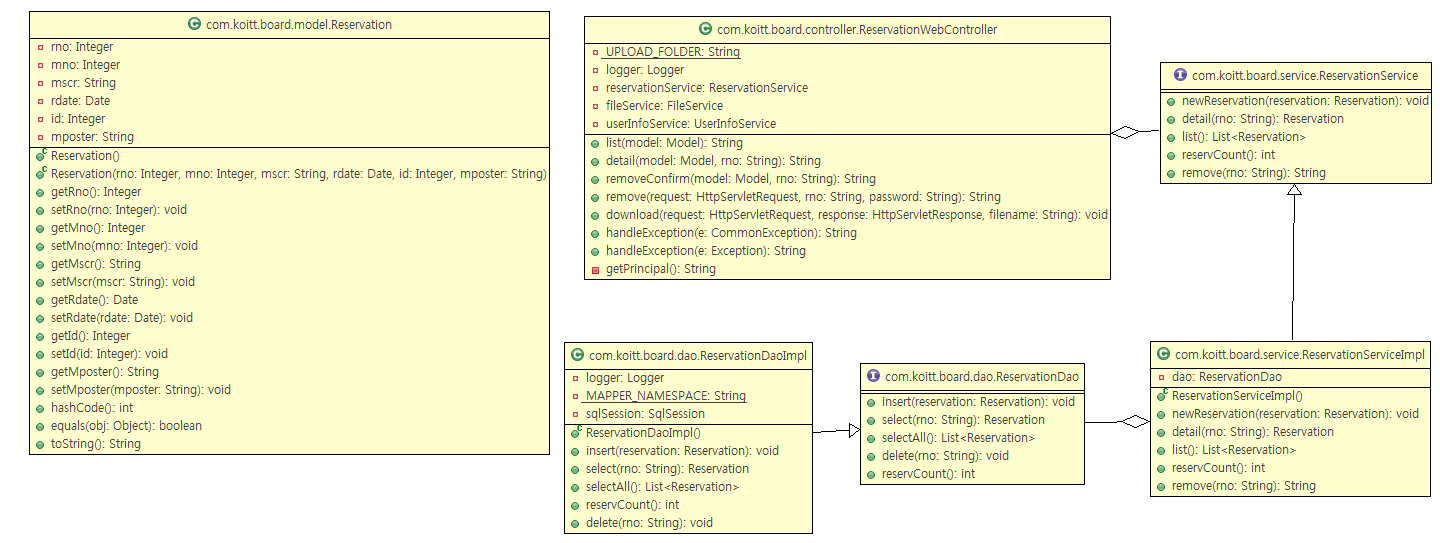 com.koitt.board.model.Reservation
rno: Integer
mno: Integer
mscr: String
rdate: Date
id: Integer
mposter: String
Reservation()
Reservation(rno: Integer, mno: Integer, mscr: String, rdate: Date, id: Integer, mposter: String)
getRno(): Integer
setRno(rno: Integer): void
getMno(): Integer
setMno(mno: Integer): void
getMscr(): String
setMscr(mscr: String): void
getRdate(): Date
setRdate(rdate: Date): void
getId(): Integer
setId(id: Integer): void
getMposter(): String
setMposter(mposter: String): void
hashCode(): int
equals(obj: Object): boolean
toString(): String
com.koitt.board.controller.ReservationWebController
UPLOAD_FOLDER: String
logger: Logger
reservationService: ReservationService
fileService: FileService
userInfoService: UserInfoService
list(model: Model): String
detail(model: Model, rno: String): String
removeConfirm(model: Model, rno: String): String
remove(request: HttpServletRequest, rno: String, password: String): String
download(request: HttpServletRequest, response: HttpServletResponse, filename: String): void
handleException(e: CommonException): String
handleException(e: Exception): String
getPrincipal(): String
com.koitt.board.service.ReservationService
newReservation(reservation: Reservation): void
detail(rno: String): Reservation
list(): List<Reservation>
reservCount(): int
remove(rno: String): String
com.koitt.board.dao.ReservationDaoImpl
logger: Logger
MAPPER_NAMESPACE: String
sqlSession: SqlSession
ReservationDaoImpl()
insert(reservation: Reservation): void
select(rno: String): Reservation
selectAll(): List<Reservation>
reservCount(): int
delete(rno: String): void
com.koitt.board.dao.ReservationDao
insert(reservation: Reservation): void
select(rno: String): Reservation
selectAll(): List<Reservation>
delete(rno: String): void
reservCount(): int
com.koitt.board.service.ReservationServiceImpl
dao: ReservationDao
ReservationServiceImpl()
newReservation(reservation: Reservation): void
detail(rno: String): Reservation
list(): List<Reservation>
reservCount(): int
remove(rno: String): String